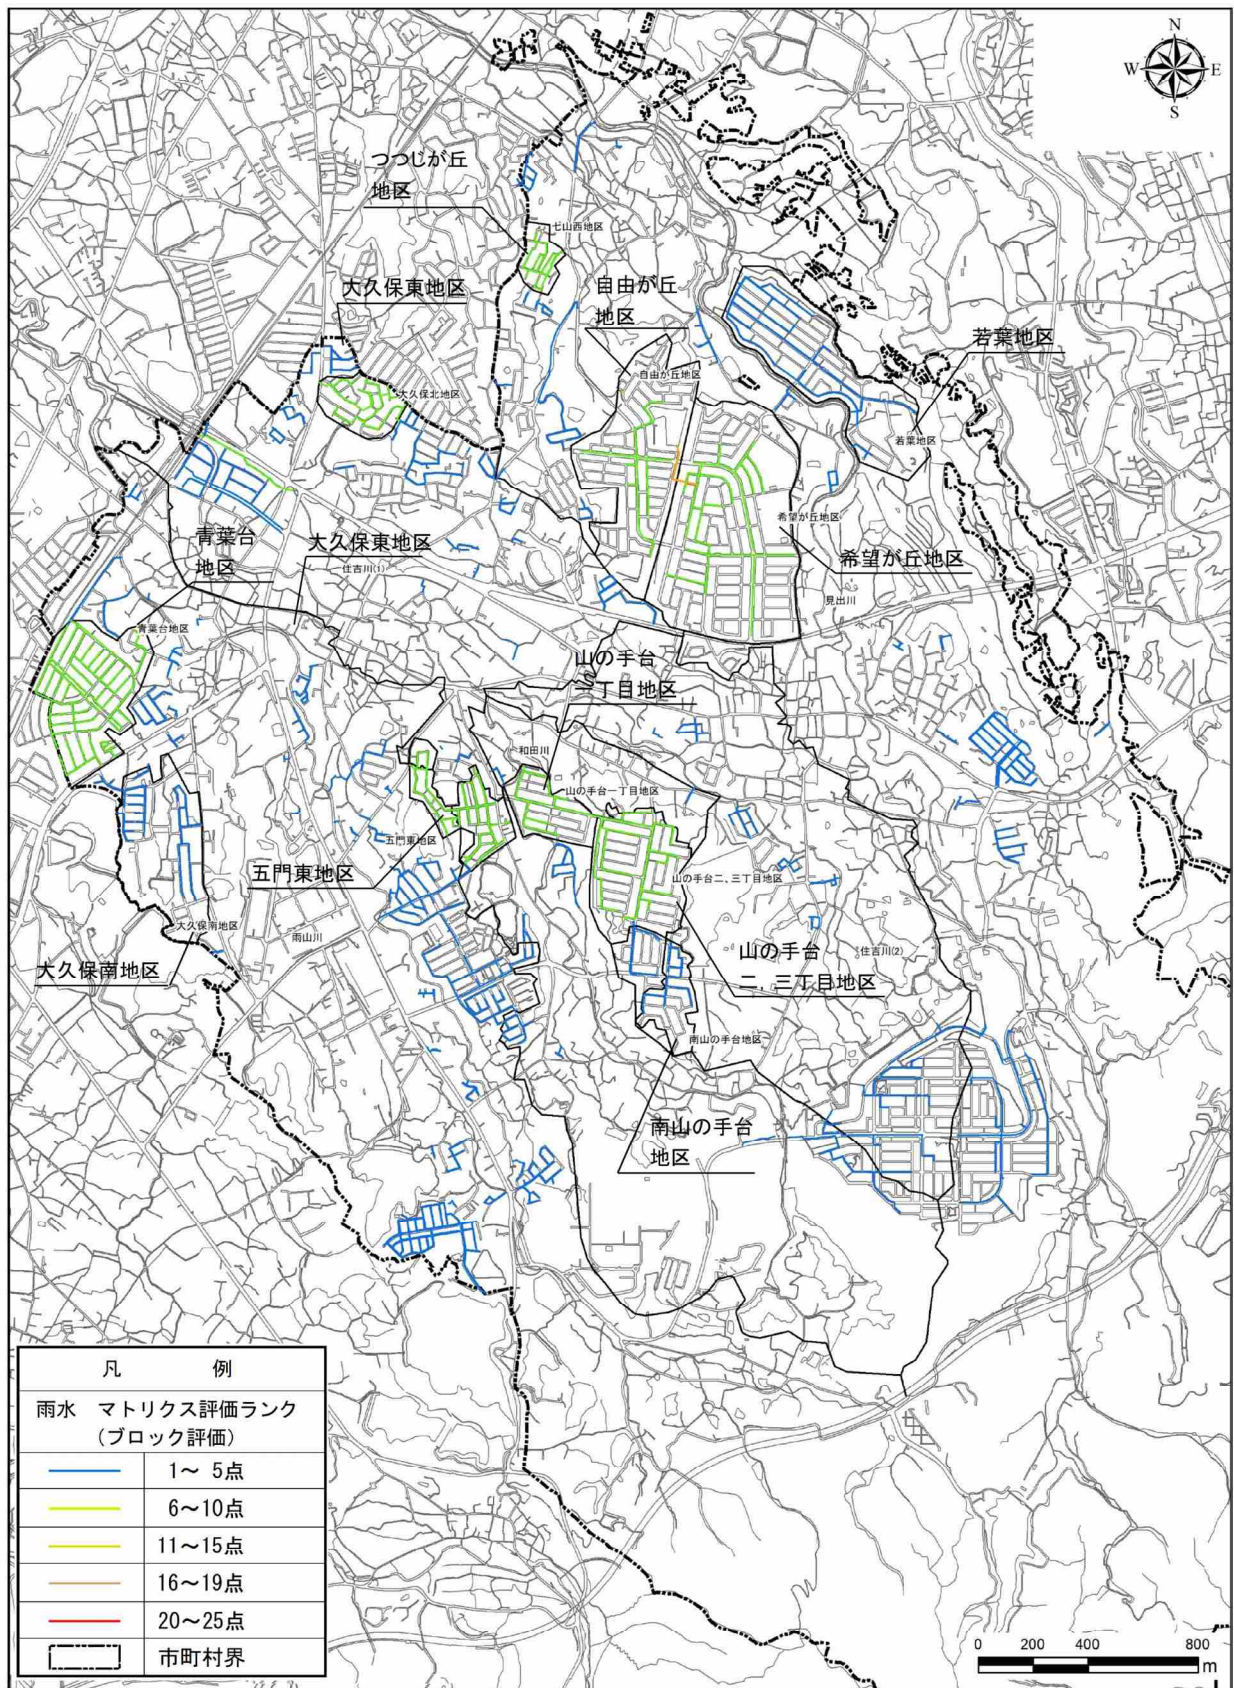 N
W E
S
つつじが丘
地区
七山西地区
大久保東地区
自由が丘
地区
若葉地区
自由が丘地区
大久保北地区
若葉地区
希望が丘地区
青葉台
地区
大久保東地区
住吉川(1)
希望が丘地区
見出川
青葉台地区
山の手台
一丁目地区
和田川
山の手台一丁目地区
五門東地区
五門東地区
山の手台二、三丁目地区
大久保南地区
雨山川
大久保南地区
山の手台
二, 三丁目地区
住吉川(2)
南山の手台地区
南山の手台
地区
凡 例
雨水 マトリクス評価ランク
(ブロック評価)
1～ 5点
6～10点
11～15点
16～19点
20～25点
市町村界
0 200 400 800
m